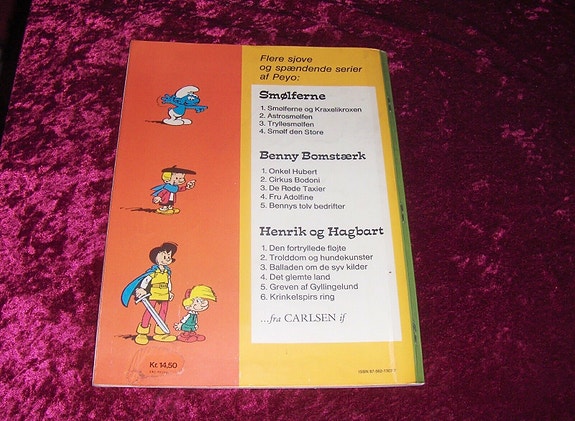 Flere sjove
og spændende serier
af Peyo:
Smølferne
1. Smølferne og Kraxelikroxen
2. Astrosmølfen
3. Tryllesmølfen
4. Smølf den Store
Benny Bomstærk
1. Onkel Hubert
2. Cirkus Bodoni
3. De Røde Taxier
4. Fru Adolfine
5. Bennys tolv bedrifter
Henrik og Hagbart
1. Den fortryllede fløjte
2. Trolddom og hundekunster
3. Balladen om de syv kilder
4. Det glemte land
5. Greven af Gyllingelund
6. Krinkelspirs ring
...fra CARLSEN if
Kr. 14,50
ISBN